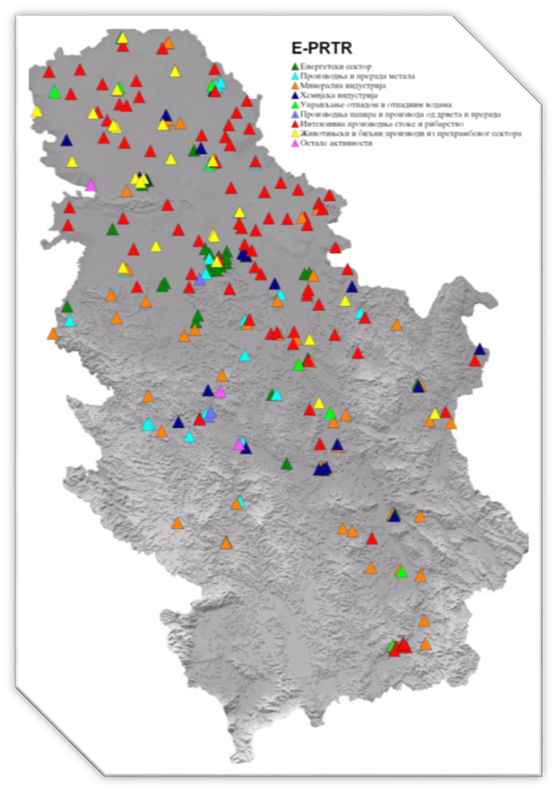 E-PRTR
Енергетски сектор
Производња и прерада метала
Минерална индустрија
Хемијска индустрија
Управљање отпадом и отпадним водама
Производња папира и производа од дрвета и прерада
Интензивна производња стоке и рибарство
Животињски и биљни производи из прехрамбеног сектора
Остале активности